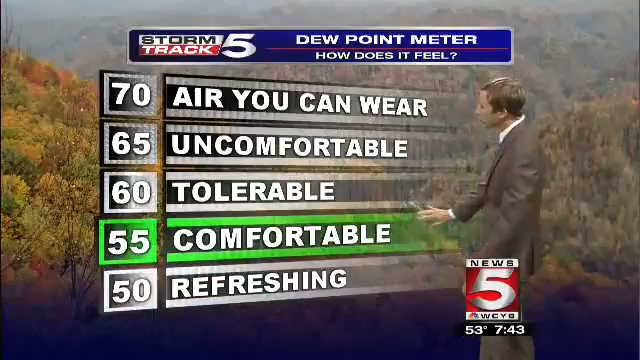 STORM TRACK 5
DEW POINT METER
HOW DOES IT FEEL?
70 AIR YOU CAN WEAR
65 UNCOMFORTABLE
60 TOLERABLE
55 COMFORTABLE
50 REFRESHING
NEWS
5
WCYB
53° 7:43